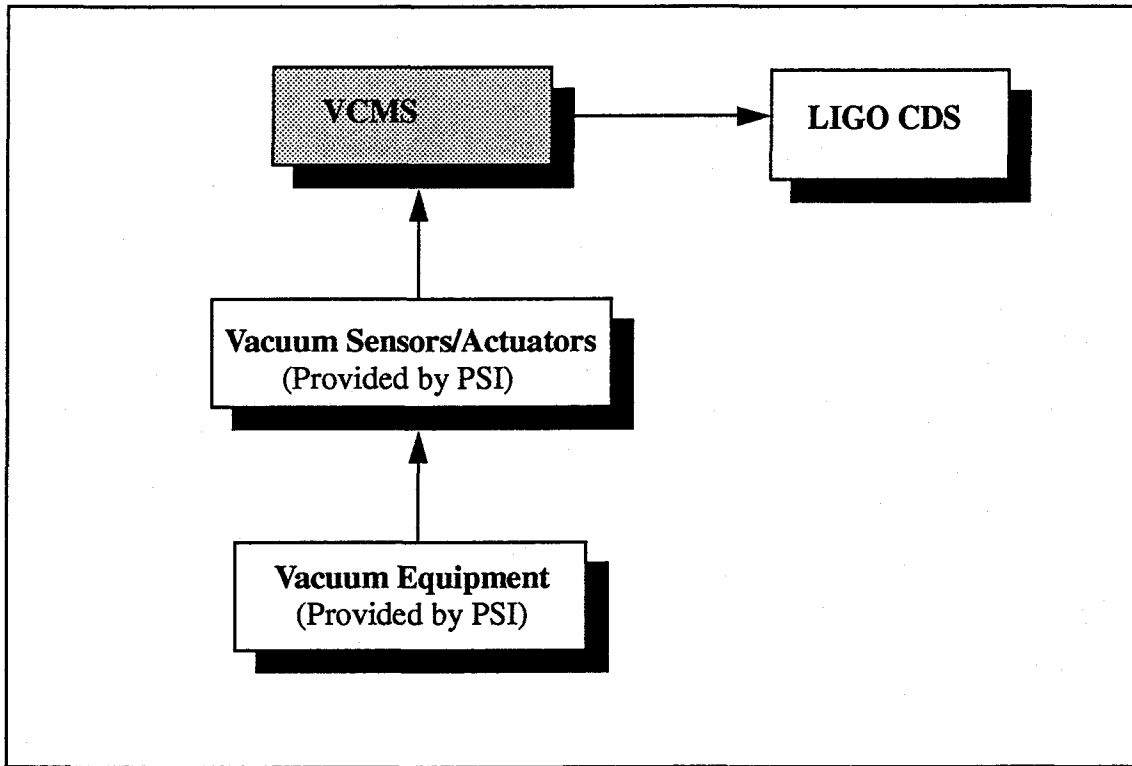 VCMS
LIGO CDS
Vacuum Sensors/Actuators
(Provided by PSI)
Vacuum Equipment
(Provided by PSI)